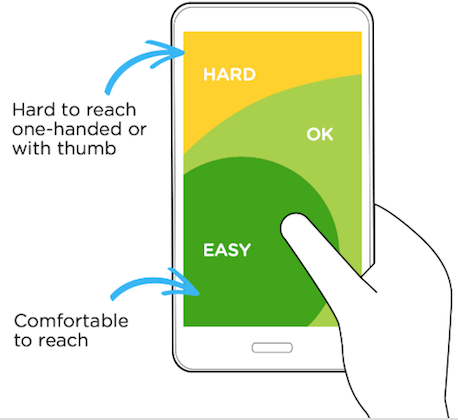 HARD
Hard to reach
one-handed or
with thumb
OK
EASY
Comfortable
to reach